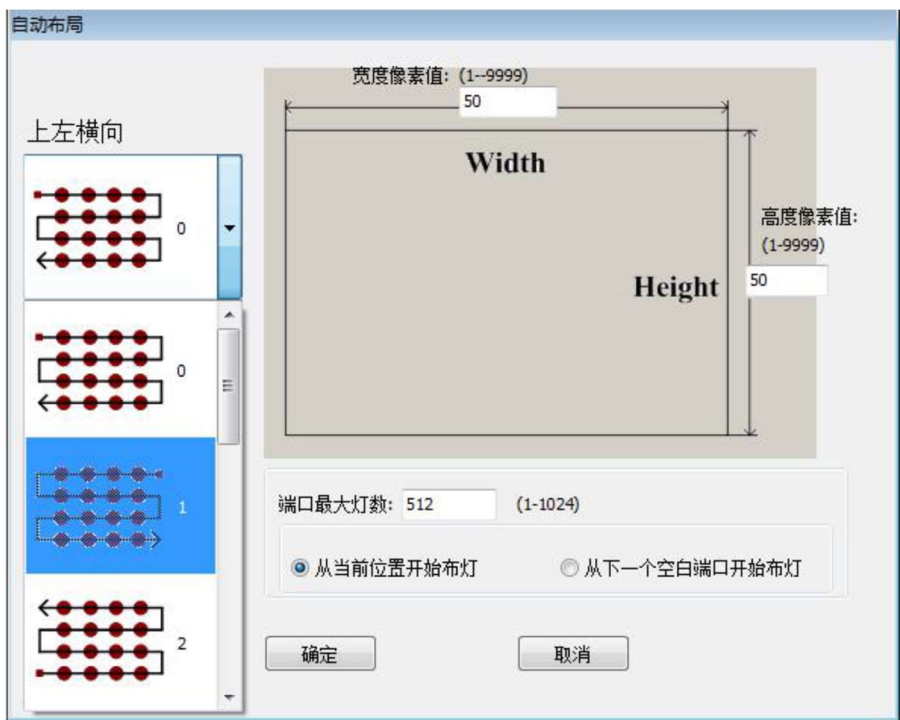 自动布局
宽度像素值: (1--9999)
50
上左横向
Width
0
高度像素值:
(1-9999)
50
Height
0
1
端口最大灯数: 512 (1-1024)
从当前位置开始布灯 从下一个空白端口开始布灯
2
确定 取消